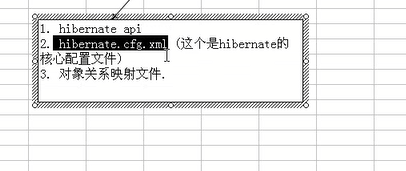 1. hibernate api
2. hibernate.cfg.xml (这个是hibernate的
核心配置文件)
3. 对象关系映射文件.